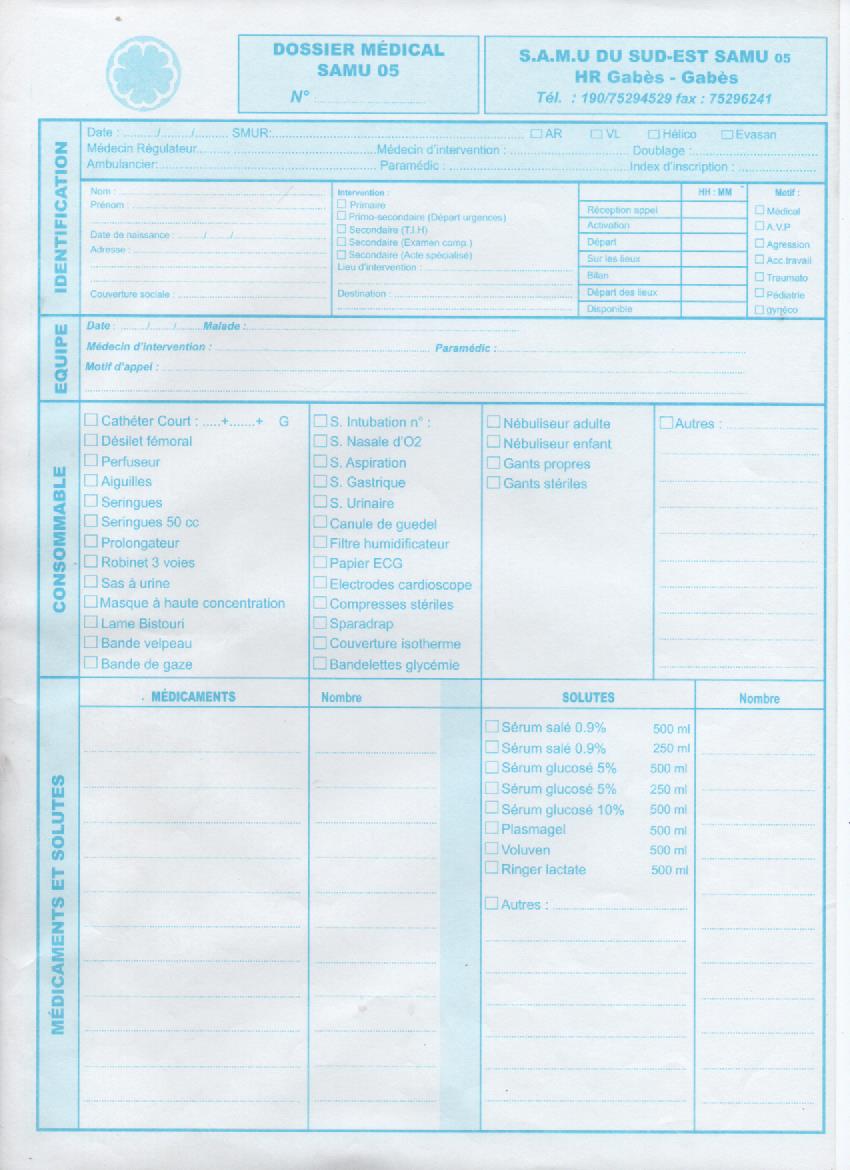 DOSSIER MÉDICAL
SAMU 05
N° ..............................
S.A.M.U DU SUD-EST SAMU 05
HR Gabès - Gabès
Tél. : 190/75294529 fax : 75296241
IDENTIFICATION
Date : ........./......../......... SMUR:.............................. AR VL Hélico Evasan
Médecin Régulateur..............................Médecin d'intervention : .............................. Doublage:..............................
Ambulancier:.............................. Paramédic : ..............................Index d'inscription : ....................
Nom : ..............................
Prénom : ..............................
Date de naissance : ......./......./..............
Adresse : ..............................
Couverture sociale : ..............................
Intervention :
Primaire
Primo-secondaire (Départ urgences)
Secondaire (T.I.H)
Secondaire (Examen comp.)
Secondaire (Acte spécialisé)
Lieu d'intervention : ..............................
Destination : ..............................
HH : MM
Réception appel
Activation
Départ
Sur les lieux
Bilan
Départ des lieux
Disponible
Motif :
Médical
A.V.P
Agression
Acc.travail
Traumato
Pédiatrie
gynéco
EQUIPE
Date : ......./......./....... Malade : ..............................
Médecin d'intervention : .............................. Paramédic : ..............................
Motif d'appel : ..............................
CONSOMMABLE
Cathéter Court : .....+.......+ G
Désilet fémoral
Perfuseur
Aiguilles
Seringues
Seringues 50 cc
Prolongateur
Robinet 3 voies
Sas à urine
Masque à haute concentration
Lame Bistouri
Bande velpeau
Bande de gaze
S. Intubation n° :
S. Nasale d'O2
S. Aspiration
S. Gastrique
S. Urinaire
Canule de guedel
Filtre humidificateur
Papier ECG
Electrodes cardioscope
Compresses stériles
Sparadrap
Couverture isotherme
Bandelettes glycémie
Nébuliseur adulte
Nébuliseur enfant
Gants propres
Gants stériles
Autres : ..............................
MÉDICAMENTS ET SOLUTES
MÉDICAMENTS Nombre SOLUTES Nombre
Sérum salé 0.9% 500 ml
Sérum salé 0.9% 250 ml
Sérum glucosé 5% 500 ml
Sérum glucosé 5% 250 ml
Sérum glucosé 10% 500 ml
Plasmagel 500 ml
Voluven 500 ml
Ringer lactate 500 ml
Autres : ..............................